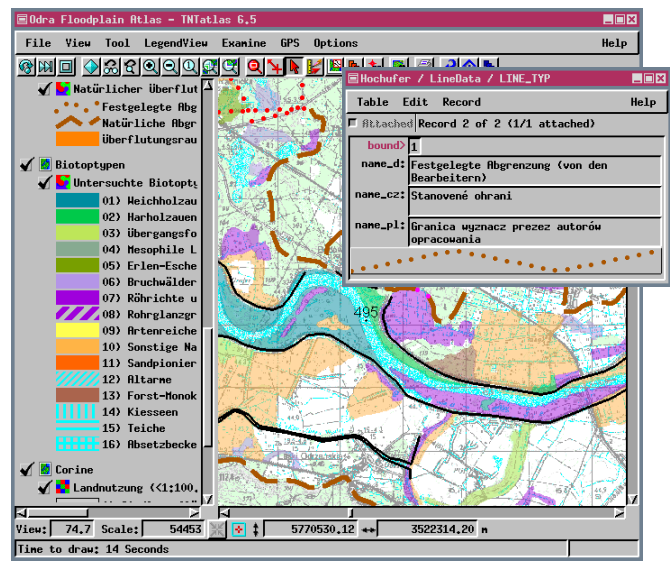 Odra Floodplain Atlas - TNTatlas 6.5
File View Tool LegendView Examine GPS Options Help
Natürlicher Überflut
Festgelegte Abg
Natürliche Abgr
Überflutungsrau
Biotoptypen
Untersuchte Biotopt
01) Weichholzau
02) Harholzauen
03) Übergangsfo
04) Mesophile L
05) Erlen-Esche
06) Bruchwälder
07) Röhrichte u
08) Rohrglanzgr
09) Artenreiche
10) Sonstige Na
11) Sandpionier
12) Altarme
13) Forst-Monok
14) Kiesseen
15) Teiche
16) Absetzbecke
Corine
Landnutzung (<1:100,
Hochufer / LineData / LINE_TYP
Table Edit Record Help
Attached Record 2 of 2 (1/1 attached)
bound> 1
name_d: Festgelegte Abgrenzung (von den
Bearbeitern)
name_cz: Stanovené ohrani
name_pl: Granica wyznacz prezez autorów
opracowania
495
View: 74.7 Scale: 54453 5770530.12 3522314.20 m
Time to draw: 14 Seconds